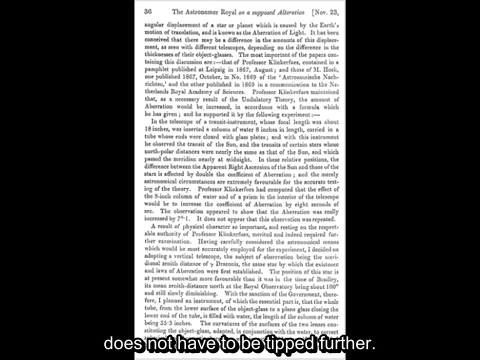 36 The Astronomer Royal on a supposed Alteration [Nov. 23,
angular displacement of a star or planet which is caused by the Earth's
motion of translation, and is known as the Aberration of Light. It has been
conceived that there may be a difference in the amounts of this displace-
ment, as seen with different telescopes, depending on the difference in the
thicknesses of their object-glasses. The most important of the papers con-
taining this discussion are:—that of Professor Klinkerfues, contained in a
pamphlet published at Leipzig in 1867, August; and those of M. Hoek,
one published 1867, October, in No. 1669 of the 'Astronomische Nach-
richten,' and the other published in 1869 in a communication to the Ne-
therlands Royal Academy of Sciences. Professor Klinkerfues maintained
that, as a necessary result of the Undulatory Theory, the amount of
Aberration would be increased, in accordance with a formula which
he has given; and he supported it by the following experiment:—
In the telescope of a transit-instrument, whose focal length was about
18 inches, was inserted a column of water 8 inches in length, carried in a
tube whose ends were closed with glass plates; and with this instrument
he observed the transit of the Sun, and the transits of certain stars whose
north-polar distances were nearly the same as that of the Sun, and which
passed the meridian nearly at midnight. In these relative positions, the
difference between the Apparent Right Ascension of the Sun and those of the
stars is affected by double the coefficient of Aberration; and the merely
astronomical circumstances are extremely favourable for the accurate test-
ing of the theory. Professor Klinkerfues had computed that the effect of
the 8-inch column of water and of a prism in the interior of the telescope
would be to increase the coefficient of Aberration by eight seconds of
arc. The observation appeared to show that the Aberration was really
increased by 7"·1. It does not appear that this observation was repeated.
A result of physical character so important, and resting on the respect-
able authority of Professor Klinkerfues, merited and indeed required fur-
ther examination. Having carefully considered the astronomical means
which would be most accurately employed for the experiment, I decided on
adopting a vertical telescope, the subject of observation being the meri-
dional zenith distance of γ Draconis, the same star by which the existence
and laws of Aberration were first established. The position of this star is
at present somewhat more favourable than it was in the time of Bradley,
its mean zenith-distance north at the Royal Observatory being about 100"
and still slowly diminishing. With the sanction of the Government, there-
fore, I planned an instrument, of which the essential part is, that the whole
tube, from the lower surface of the object-glass to a plane glass closing the
lower end of the tube, is filled with water, the length of the column of water
being 35·3 inches. The curvatures of the surfaces of the two lenses con-
stituting the object-glass, adapted, in conjunction with the water, to correct
does not have to be tipped further.